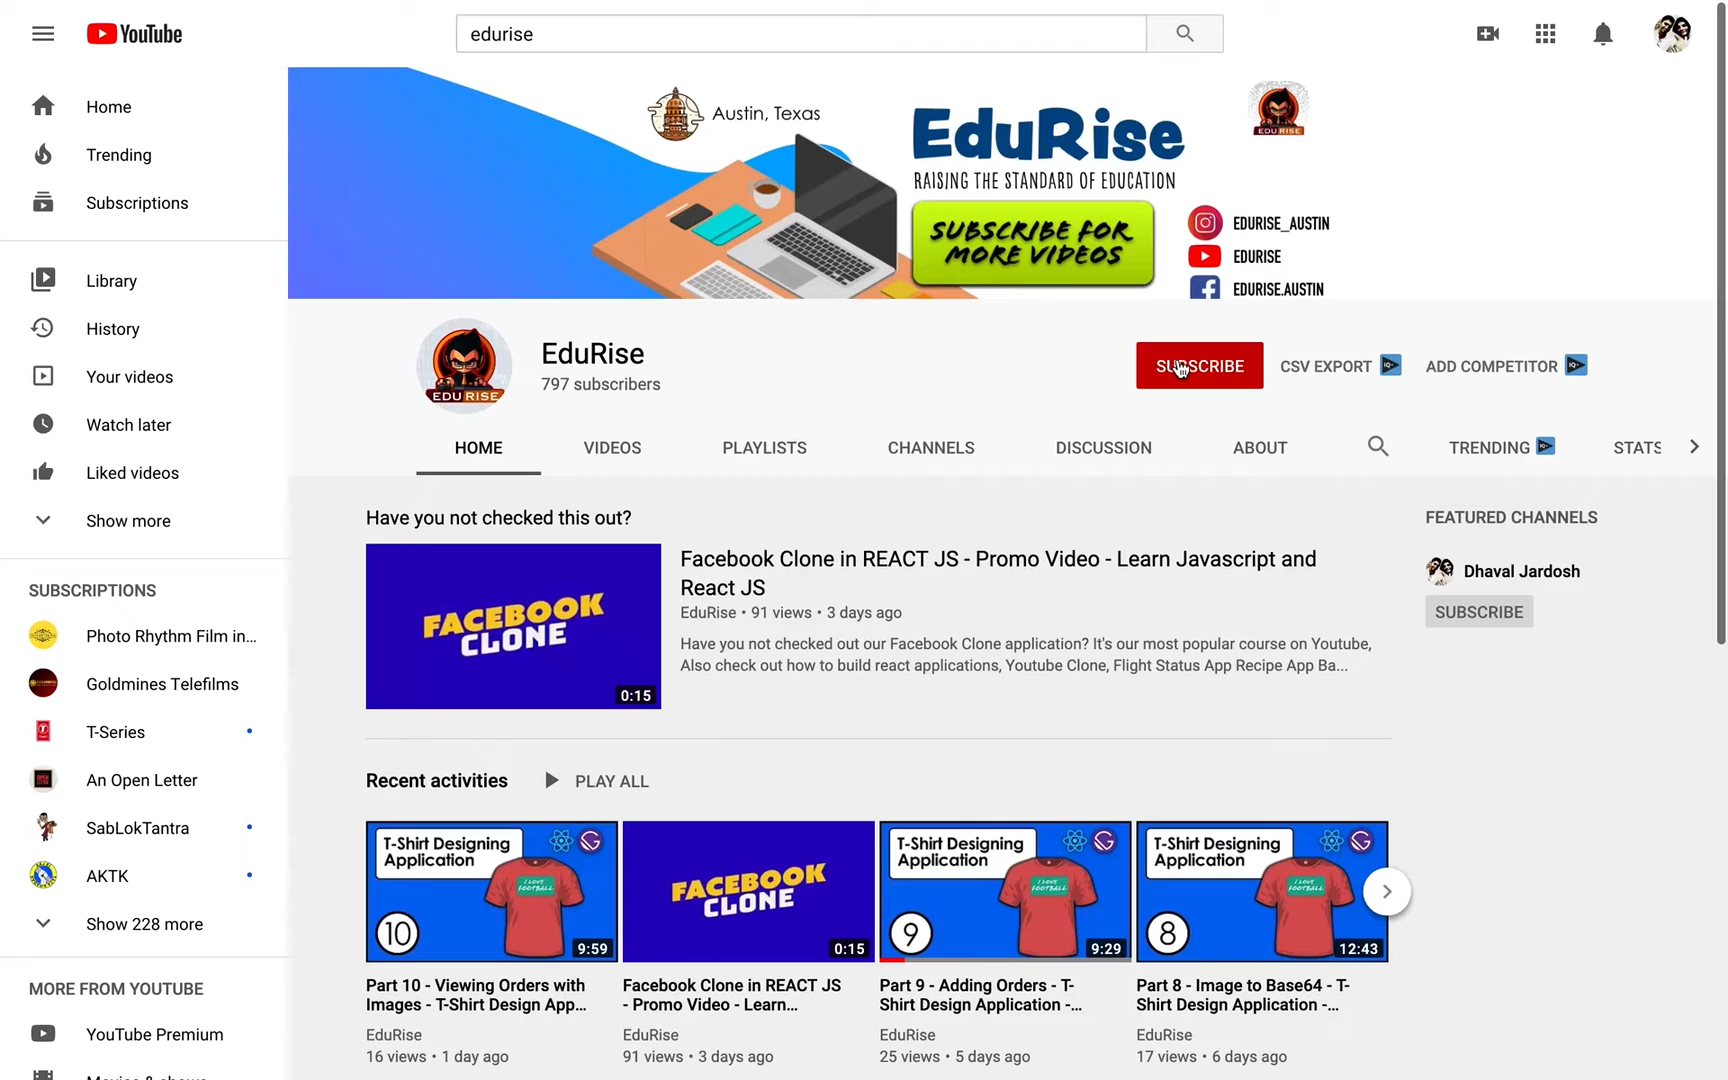 YouTube
edurise
Home
Trending
Subscriptions
Library
History
Your videos
Watch later
Liked videos
Show more
SUBSCRIPTIONS
Photo Rhythm Film in...
Goldmines Telefilms
T-Series
An Open Letter
SabLokTantra
AKTK
Show 228 more
MORE FROM YOUTUBE
YouTube Premium
Austin, Texas
EduRise
RAISING THE STANDARD OF EDUCATION
SUBSCRIBE FOR
MORE VIDEOS
EDURISE
EDURISE_AUSTIN
EDURISE
EDURISE.AUSTIN
EDURISE
EduRise
797 subscribers
SUBSCRIBE
CSV EXPORT
ADD COMPETITOR
HOME
VIDEOS
PLAYLISTS
CHANNELS
DISCUSSION
ABOUT
TRENDING
STATS
Have you not checked this out?
FACEBOOK
CLONE
0:15
Facebook Clone in REACT JS - Promo Video - Learn Javascript and
React JS
EduRise • 91 views • 3 days ago
Have you not checked out our Facebook Clone application? It's our most popular course on Youtube,
Also check out how to build react applications, Youtube Clone, Flight Status App Recipe App Ba...
FEATURED CHANNELS
Dhaval Jardosh
SUBSCRIBE
Recent activities
PLAY ALL
T-Shirt Designing
Application
I LOVE
FOOTBALL
10
9:59
Part 10 - Viewing Orders with
Images - T-Shirt Design App...
EduRise
16 views • 1 day ago
FACEBOOK
CLONE
0:15
Facebook Clone in REACT JS
- Promo Video - Learn...
EduRise
91 views • 3 days ago
T-Shirt Designing
Application
I LOVE
FOOTBALL
9
9:29
Part 9 - Adding Orders - T-
Shirt Design Application -...
EduRise
25 views • 5 days ago
T-Shirt Designing
Application
I LOVE
FOOTBALL
8
12:43
Part 8 - Image to Base64 - T-
Shirt Design Application -...
EduRise
17 views • 6 days ago